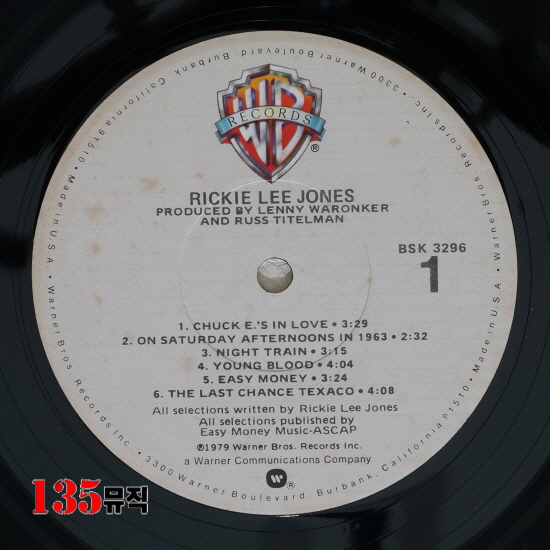 3300 Warner Boulevard Burbank, California 91510 • Made in U.S.A. • Warner Bros. Records Inc. • 3300 Warner Boulevard Burbank, California 91510 • Made in U.S.A. • Warner Bros. Records Inc. •
WB
RECORDS
®
RICKIE LEE JONES
PRODUCED BY LENNY WARONKER
AND RUSS TITELMAN
BSK 3296
1
1. CHUCK E.'S IN LOVE • 3:29
2. ON SATURDAY AFTERNOONS IN 1963 • 2:32
3. NIGHT TRAIN • 3:15
4. YOUNG BLOOD • 4:04
5. EASY MONEY • 3:24
6. THE LAST CHANCE TEXACO • 4:08
All selections written by Rickie Lee Jones
All selections published by
Easy Money Music-ASCAP
℗1979 Warner Bros. Records Inc.
a Warner Communications Company
W
135뮤직